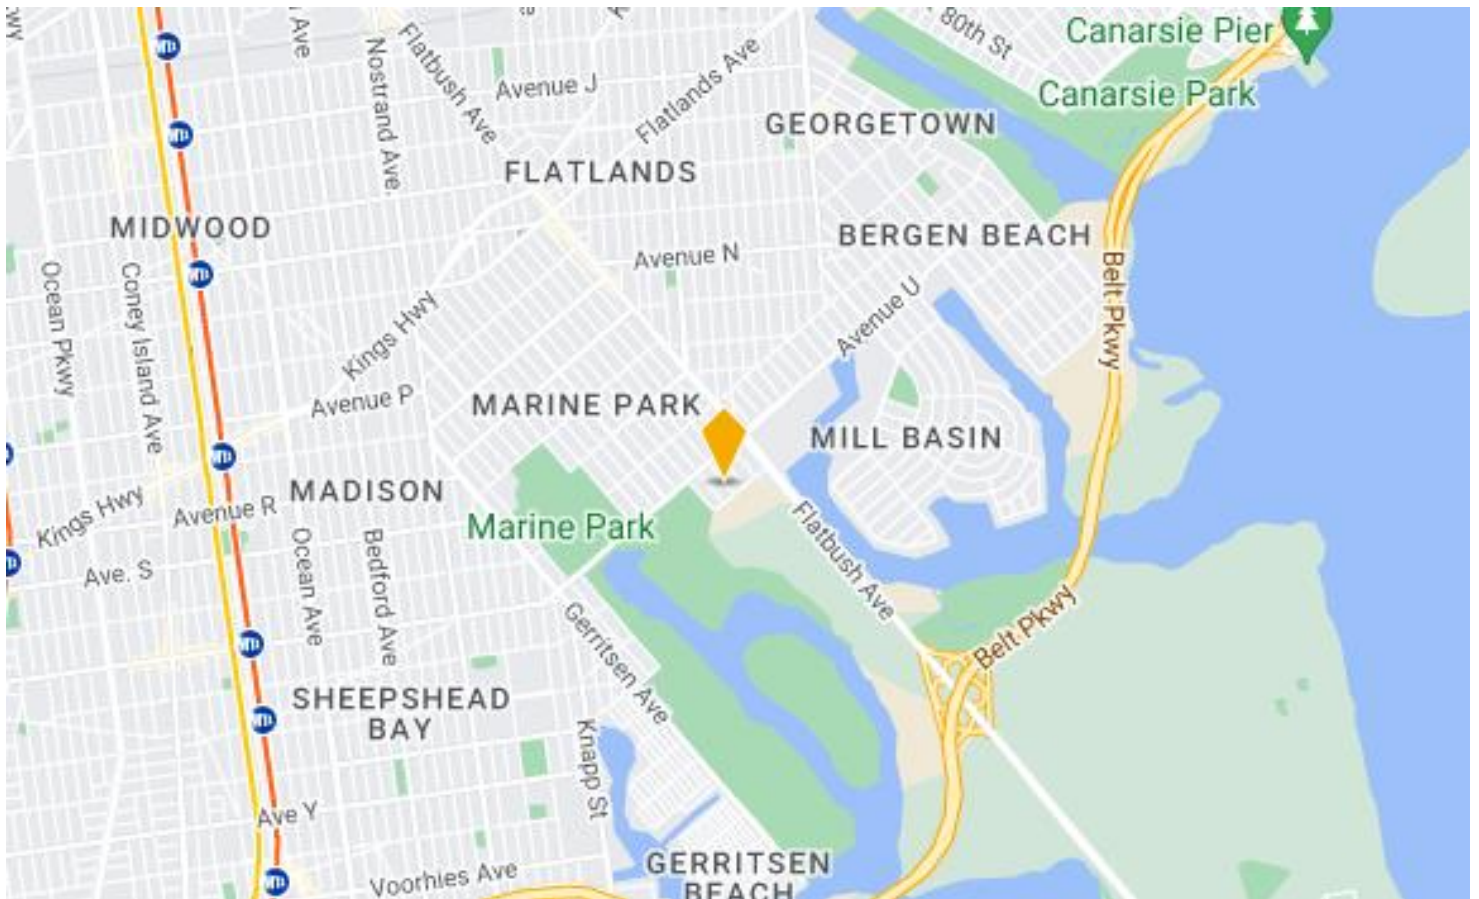 wy
Ave
Nostrand Ave.
Flatbush Ave
Avenue J
Flatlands Ave
80th St
Canarsie Pier
Canarsie Park
GEORGETOWN
FLATLANDS
MIDWOOD
BERGEN BEACH
Avenue N
Ocean Pkwy
Coney Island Ave
Kings Hwy
Avenue U
Belt Pkwy
Avenue P
MARINE PARK
MILL BASIN
MADISON
Kings Hwy
Avenue R
Marine Park
Flatbush Ave
Ave. S
Ocean Ave
Bedford Ave
Gerritsen Ave
Belt Pkwy
SHEEPSHEAD
BAY
Knapp St
Ave Y
Voorhies Ave
GERRITSEN
BEACH